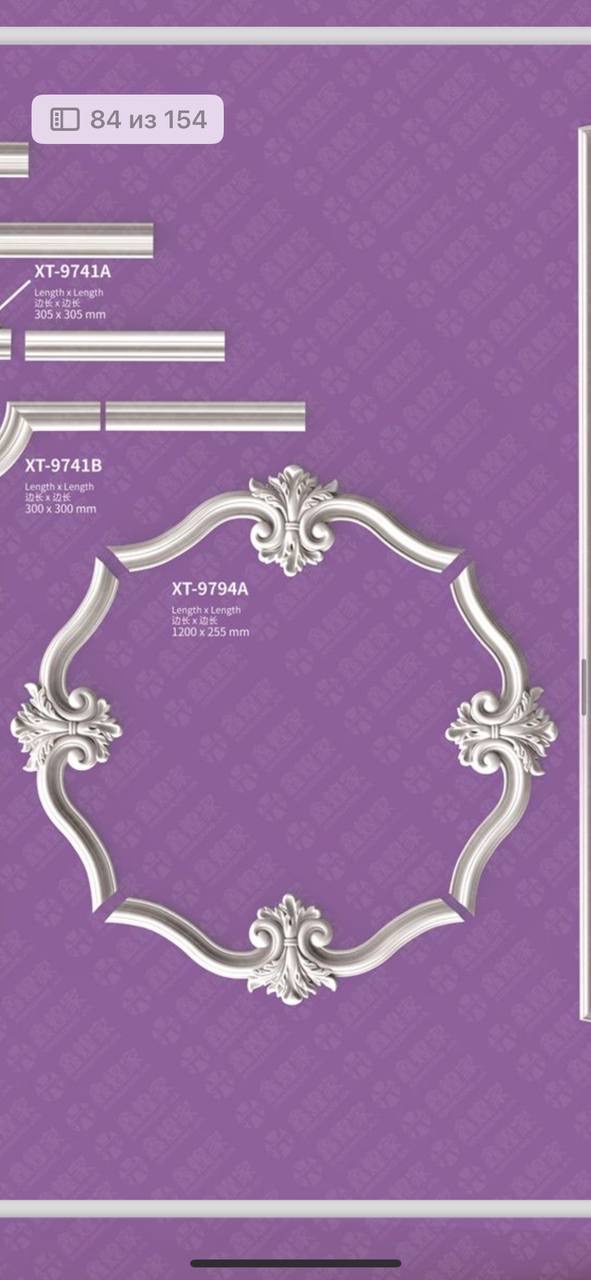 84 из 154
XT-9741A
Length x Length
边长 x 边长
305 x 305 mm
XT-9741B
Length x Length
边长 x 边长
300 x 300 mm
XT-9794A
Length x Length
边长 x 边长
1200 x 255 mm